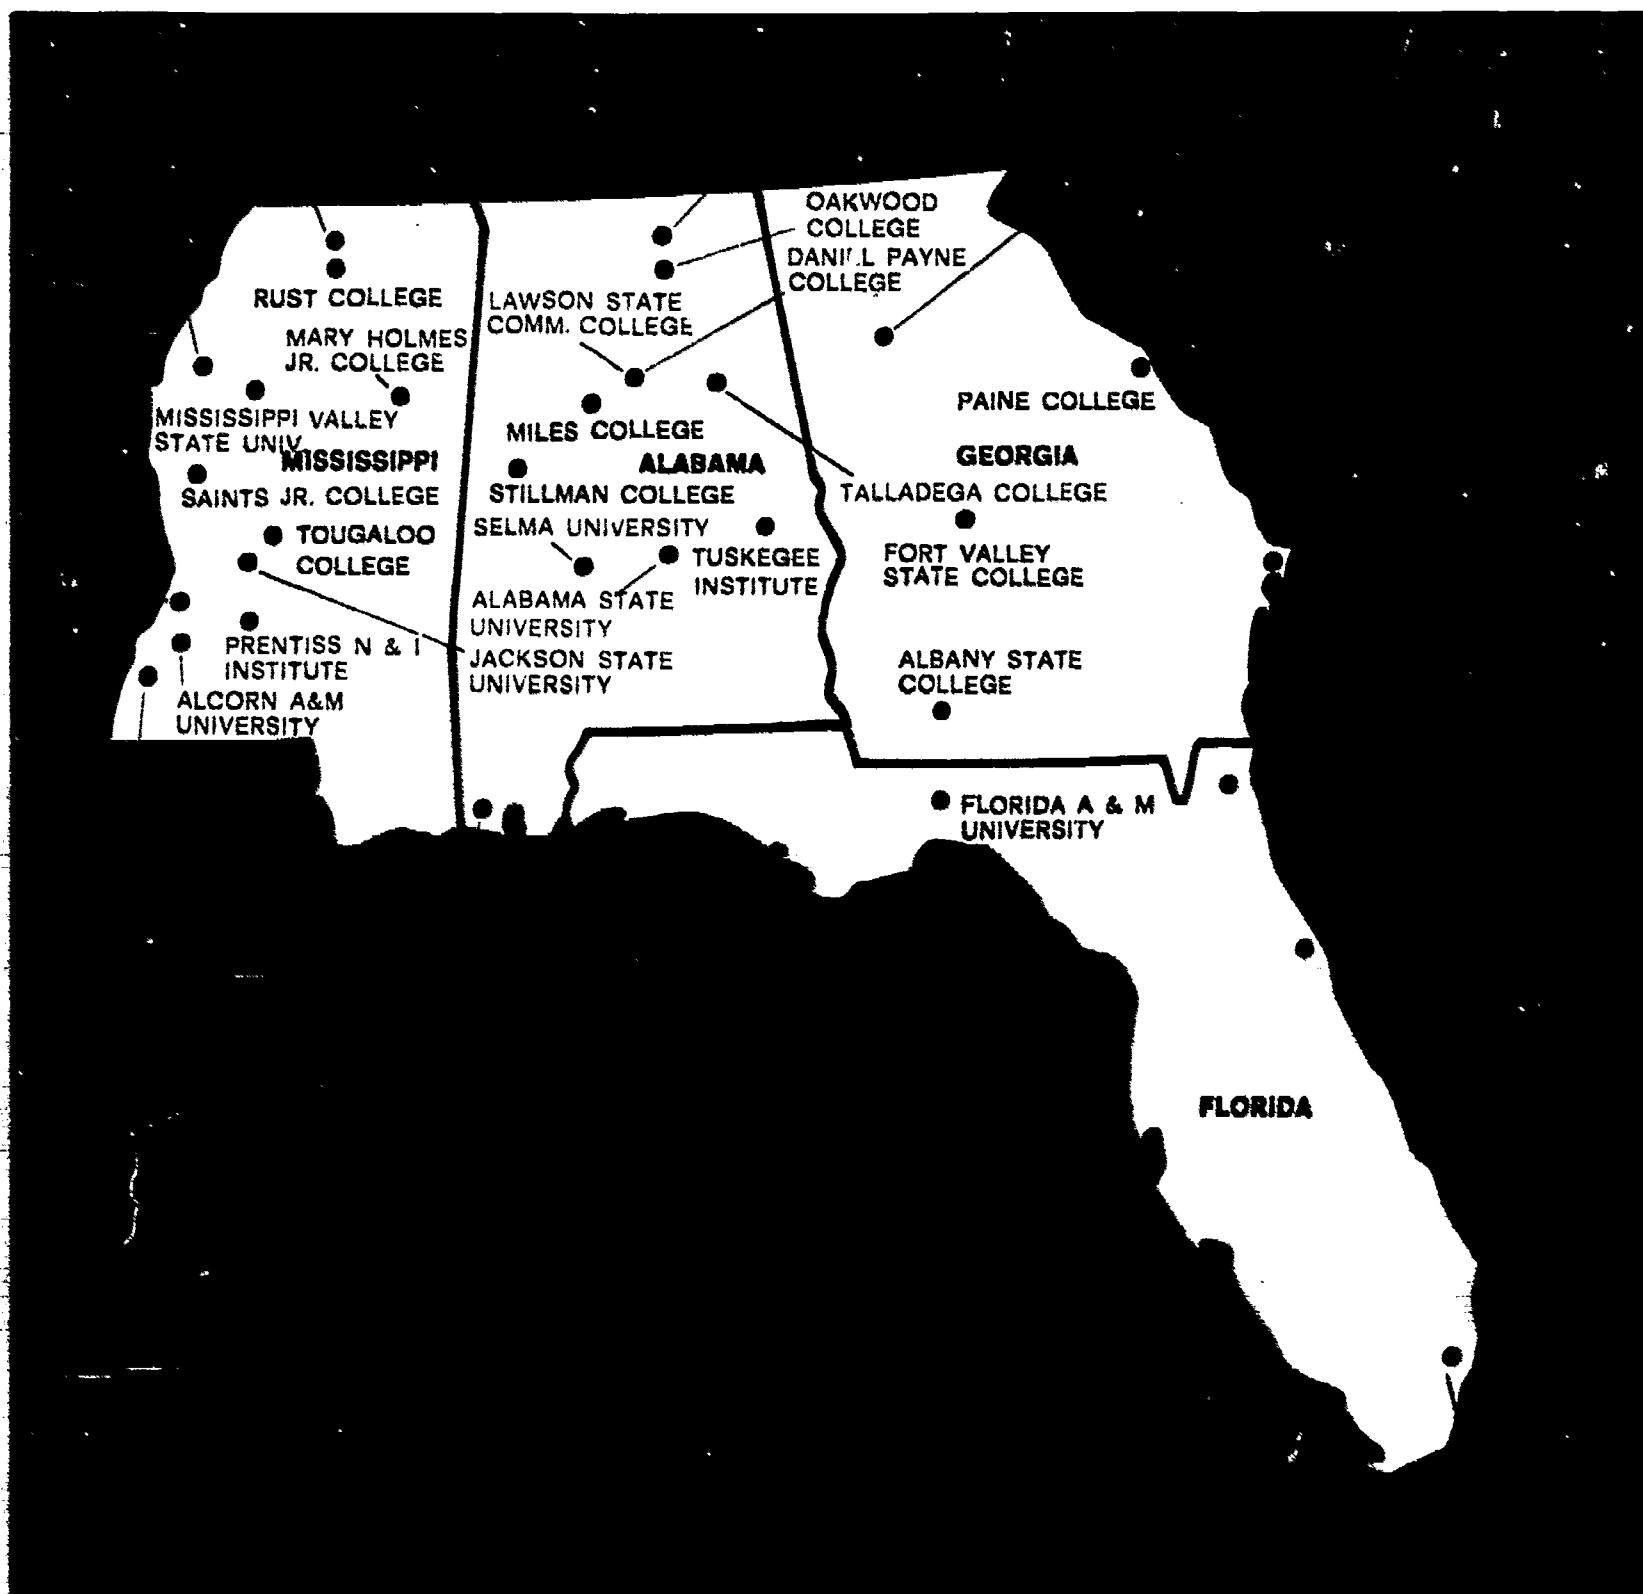 OAKWOOD
COLLEGE
DANIEL PAYNE
COLLEGE
RUST COLLEGE
LAWSON STATE
COMM. COLLEGE
MARY HOLMES
JR. COLLEGE
PAINE COLLEGE
MISSISSIPPI VALLEY
STATE UNIV.
MILES COLLEGE
MISSISSIPPI
ALABAMA
GEORGIA
SAINTS JR. COLLEGE
STILLMAN COLLEGE
TALLADEGA COLLEGE
SELMA UNIVERSITY
TOUGALOO
COLLEGE
TUSKEGEE
INSTITUTE
FORT VALLEY
STATE COLLEGE
ALABAMA STATE
UNIVERSITY
PRENTISS N & I
INSTITUTE
JACKSON STATE
UNIVERSITY
ALBANY STATE
COLLEGE
ALCORN A&M
UNIVERSITY
FLORIDA A & M
UNIVERSITY
FLORIDA